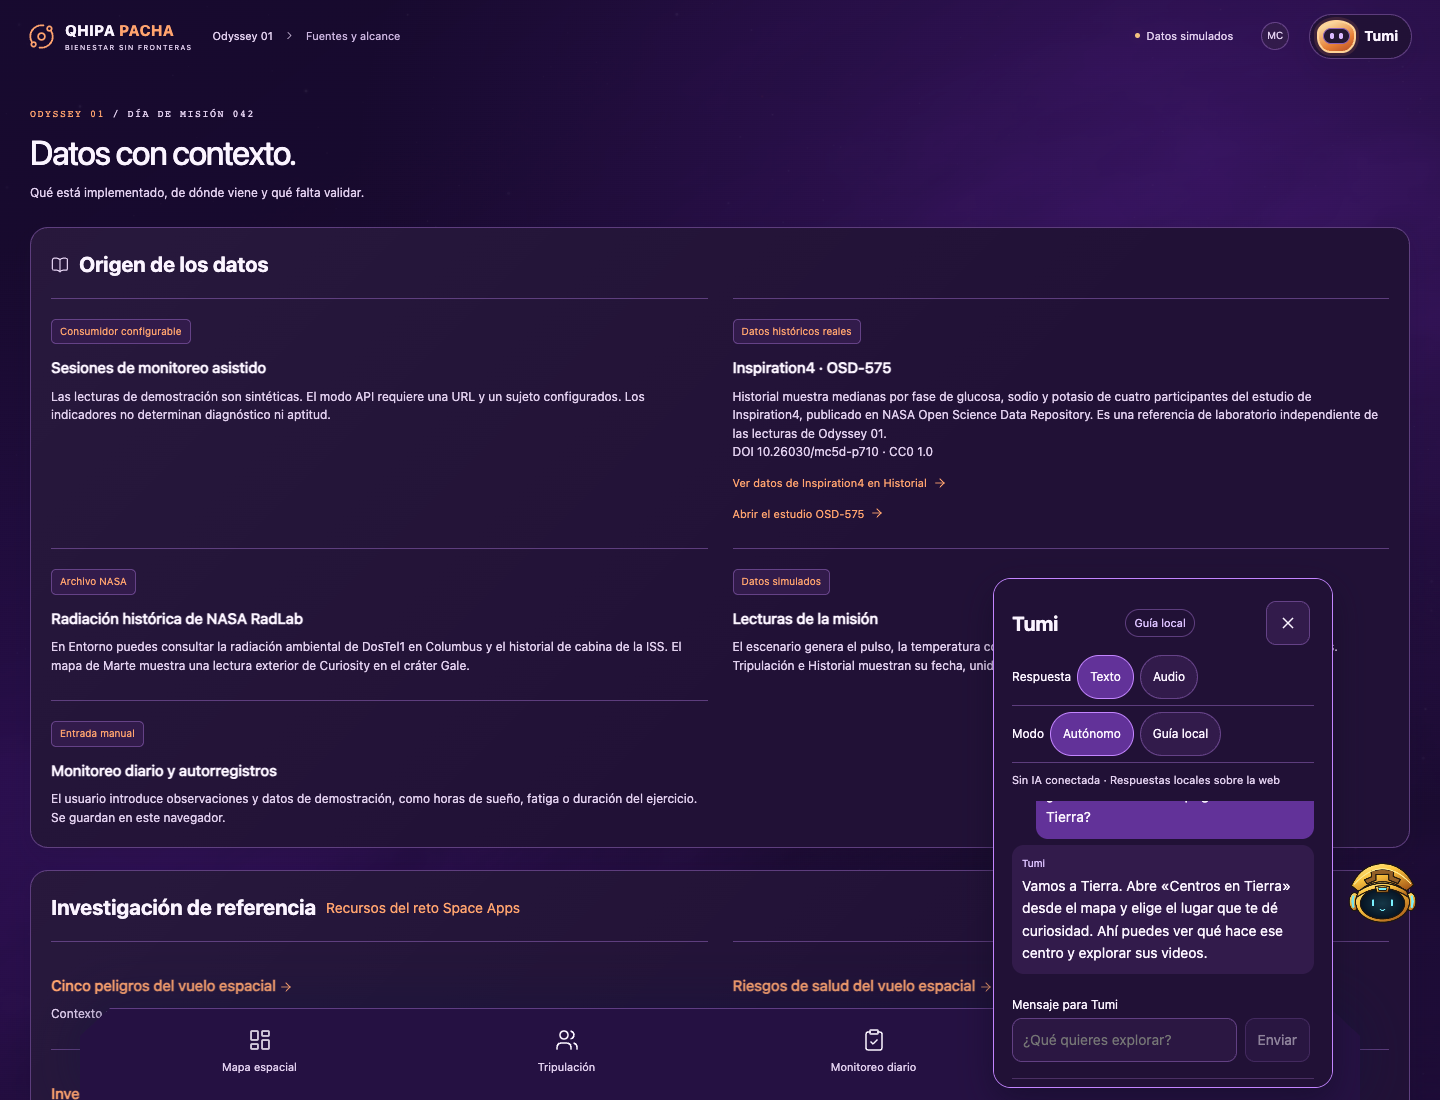 QHIPA PACHA
BIENESTAR SIN FRONTERAS
Odyssey 01 > Fuentes y alcance
Datos simulados
MC
Tumi
ODYSSEY 01 / DÍA DE MISIÓN 042
Datos con contexto.
Qué está implementado, de dónde viene y qué falta validar.
Origen de los datos
Consumidor configurable
Sesiones de monitoreo asistido
Las lecturas de demostración son sintéticas. El modo API requiere una URL y un sujeto configurados. Los
indicadores no determinan diagnóstico ni aptitud.
Datos históricos reales
Inspiration4 · OSD-575
Historial muestra medianas por fase de glucosa, sodio y potasio de cuatro participantes del estudio de
Inspiration4, publicado en NASA Open Science Data Repository. Es una referencia de laboratorio independiente de
las lecturas de Odyssey 01.
DOI 10.26030/mc5d-p710 · CC0 1.0
Ver datos de Inspiration4 en Historial →
Abrir el estudio OSD-575 →
Archivo NASA
Radiación histórica de NASA RadLab
En Entorno puedes consultar la radiación ambiental de DosTel1 en Columbus y el historial de cabina de la ISS. El
mapa de Marte muestra una lectura exterior de Curiosity en el cráter Gale.
Datos simulados
Lecturas de la misión
El escenario genera el pulso, la temperatura
Tripulación e Historial muestran su fecha,
Entrada manual
Monitoreo diario y autorregistros
El usuario introduce observaciones y datos de demostración, como horas de sueño, fatiga o duración del ejercicio.
Se guardan en este navegador.
Investigación de referencia
Recursos del reto Space Apps
Cinco peligros del vuelo espacial →
Contexto
Riesgos de salud del vuelo espacial →
Mapa espacial
Tripulación
Monitoreo diario
Tumi
Guía local
Respuesta
Texto
Audio
Modo
Autónomo
Guía local
Sin IA conectada · Respuestas locales sobre la web
Tierra?
Tumi
Vamos a Tierra. Abre «Centros en Tierra»
desde el mapa y elige el lugar que te dé
curiosidad. Ahí puedes ver qué hace ese
centro y explorar sus videos.
Mensaje para Tumi
¿Qué quieres explorar?
Enviar